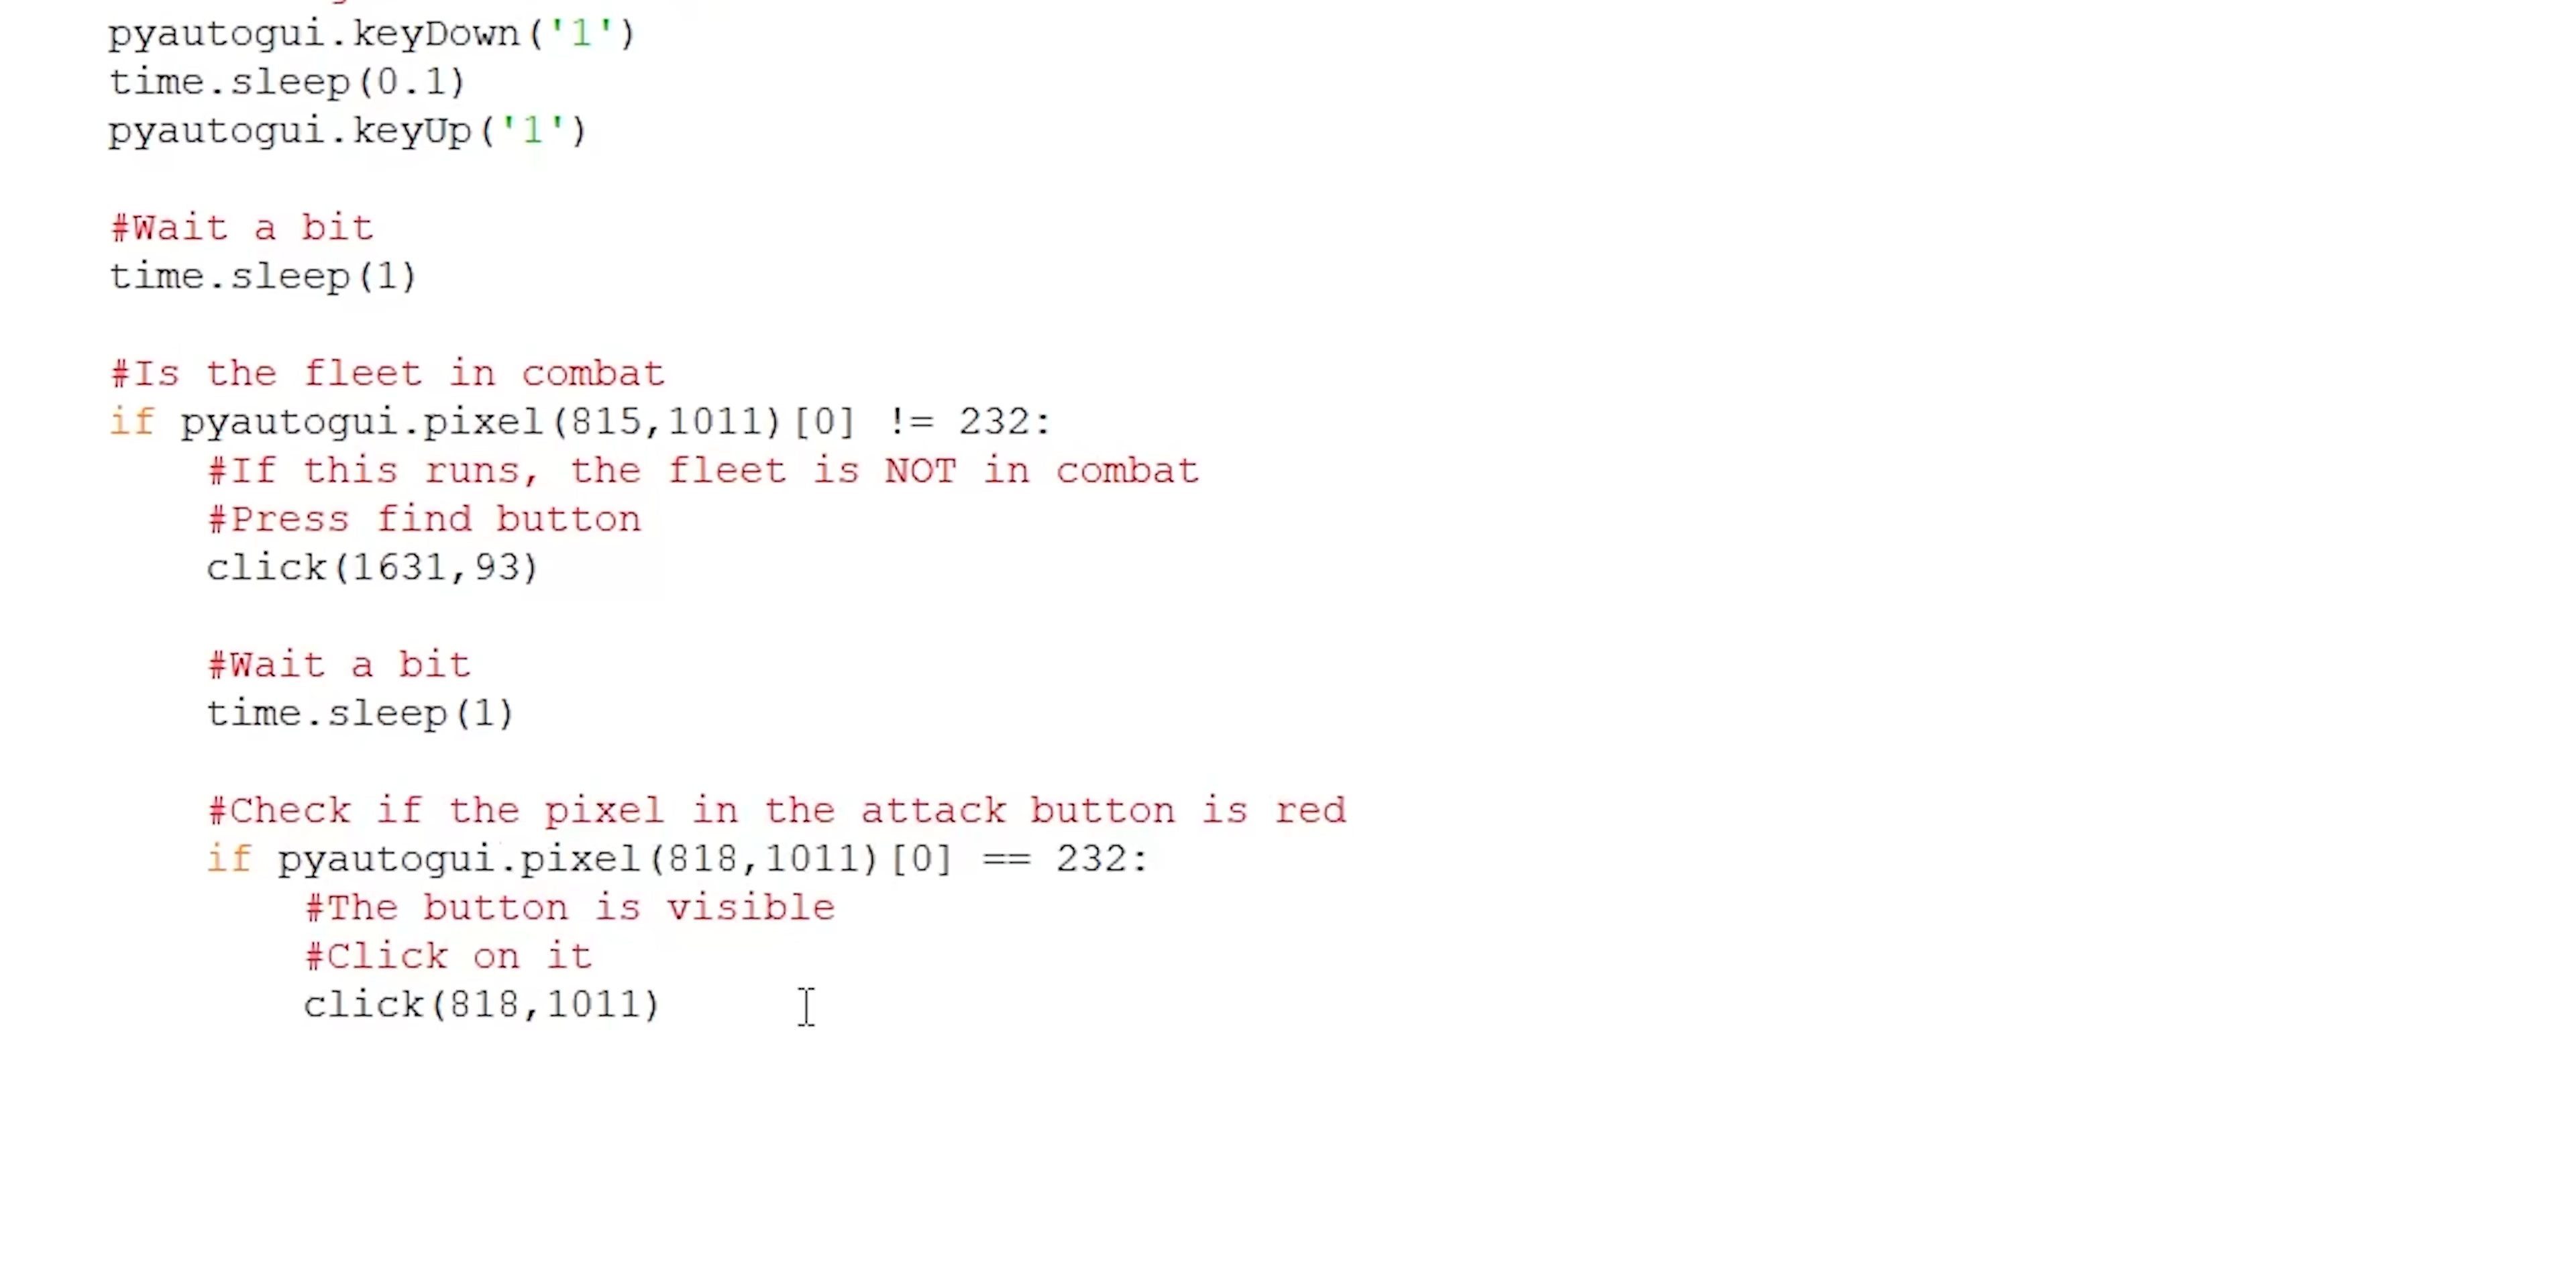 pyautogui.keyDown('1')
time.sleep(0.1)
pyautogui.keyUp('1')
#Wait a bit
time.sleep(1)
#Is the fleet in combat
if pyautogui.pixel(815,1011)[0] != 232:
#If this runs, the fleet is NOT in combat
#Press find button
click(1631,93)
#Wait a bit
time.sleep(1)
#Check if the pixel in the attack button is red
if pyautogui.pixel(818,1011)[0] == 232:
#The button is visible
#Click on it
click(818,1011)